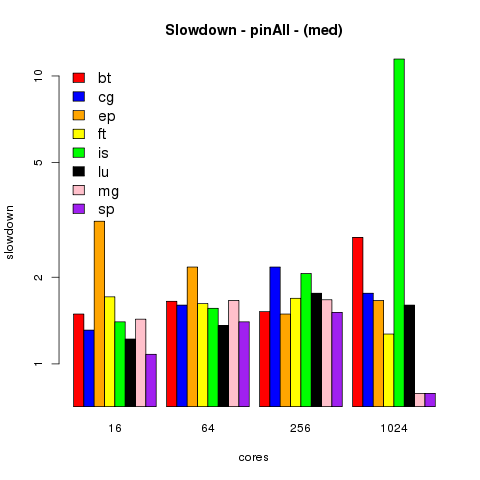 Slowdown - pinAll - (med)
slowdown
10
5
2
1
bt
cg
ep
ft
is
lu
mg
sp
16 64 256 1024
cores